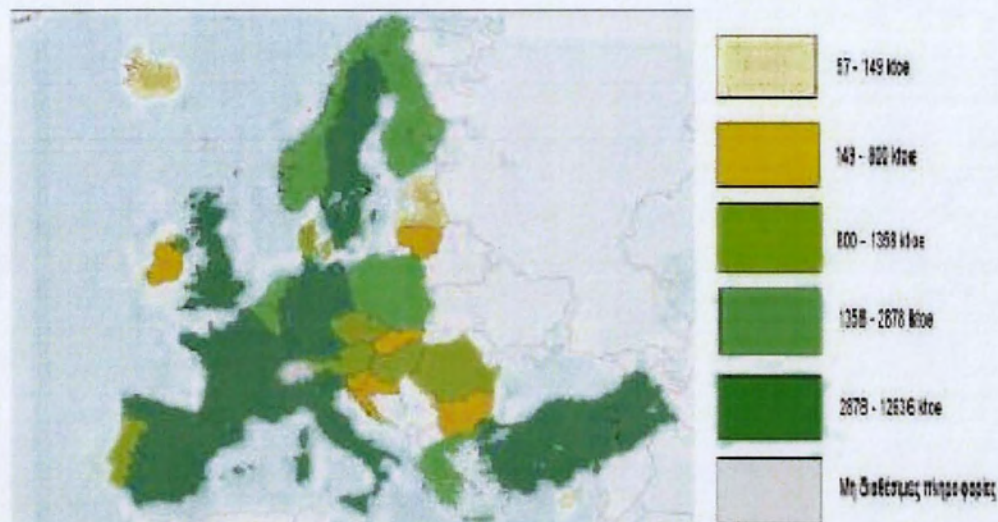 57 - 149 ktoe
149 - 800 ktoe
800 - 1358 ktoe
1358 - 2878 ktoe
2878 - 12636 ktoe
Μη διαθέσιμες πληροφορίες